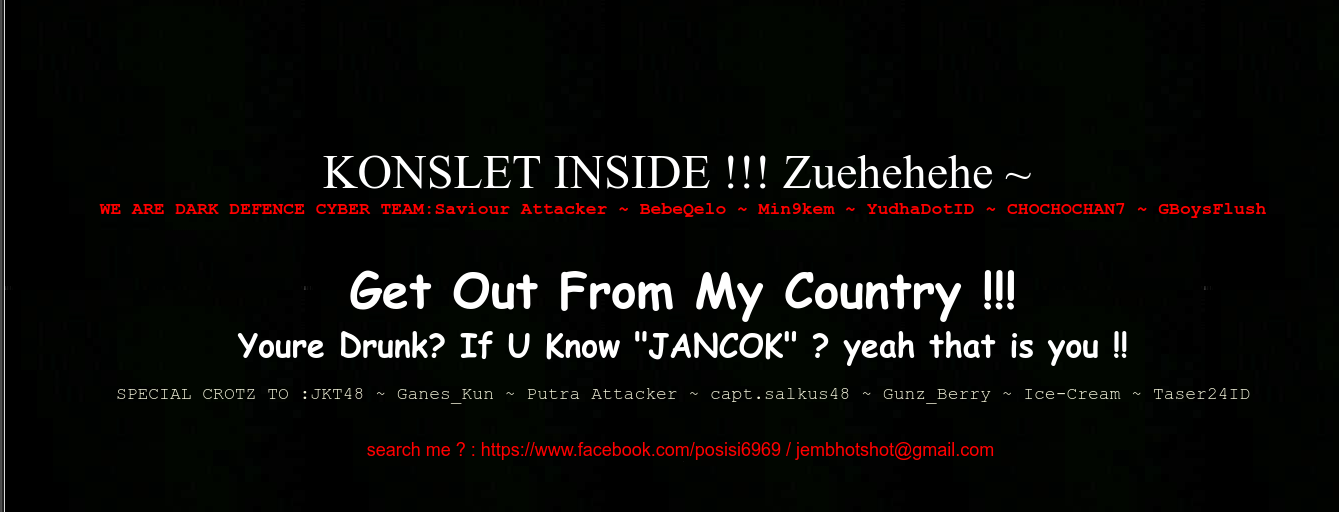 KONSLET INSIDE !!! Zuehehehe ~
WE ARE DARK DEFENCE CYBER TEAM:Saviour Attacker ~ BebeQelo ~ Min9kem ~ YudhaDotID ~ CHOCHOCHAN7 ~ GBoysFlush
Get Out From My Country !!!
Youre Drunk? If U Know "JANCOK" ? yeah that is you !!
SPECIAL CROTZ TO :JKT48 ~ Ganes_Kun ~ Putra Attacker ~ capt.salkus48 ~ Gunz_Berry ~ Ice-Cream ~ Taser24ID
search me ? : https://www.facebook.com/posisi6969 / jembhotshot@gmail.com